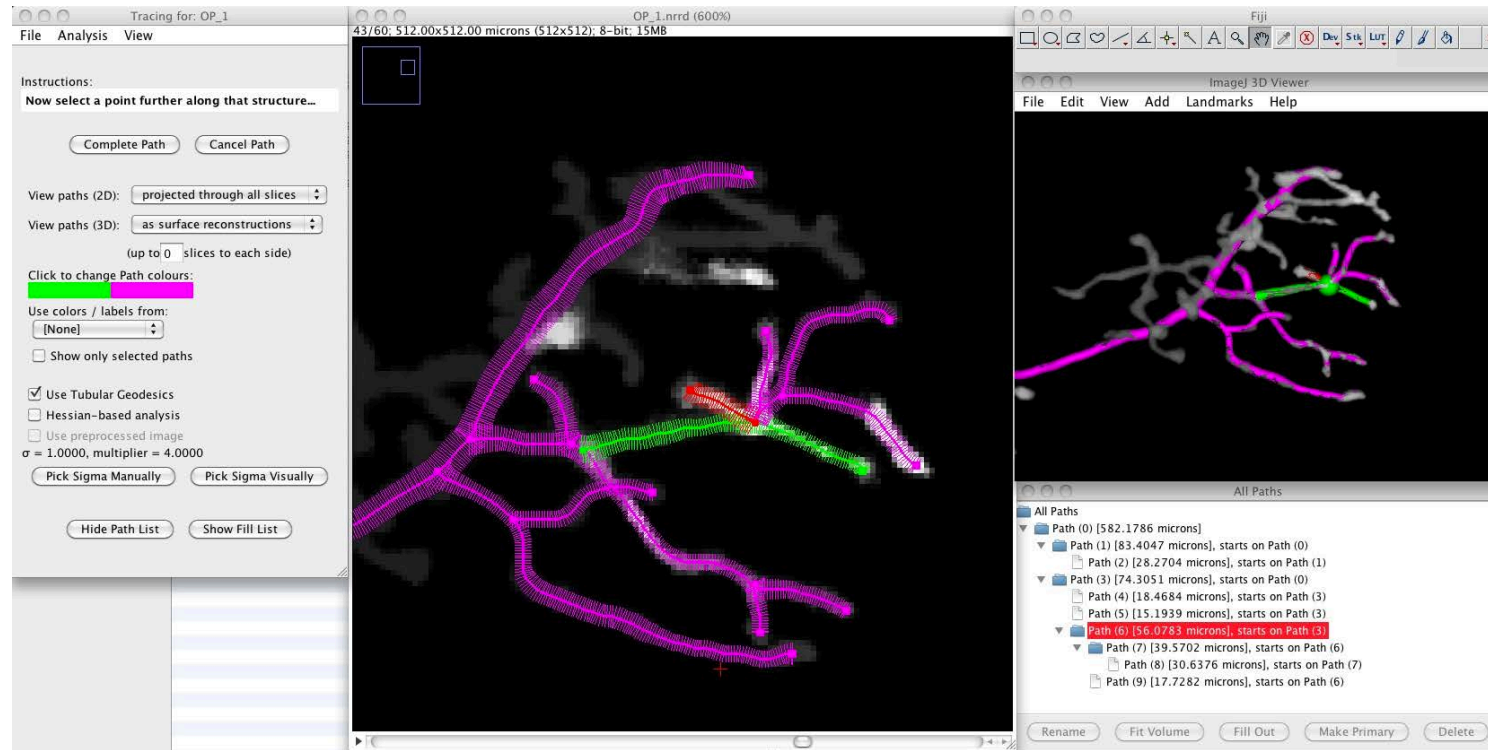 Tracing for: OP_1
File Analysis View
Instructions:
Now select a point further along that structure...
Complete Path Cancel Path
View paths (2D): projected through all slices
View paths (3D): as surface reconstructions
(up to 0 slices to each side)
Click to change Path colours:
Use colors / labels from:
[None]
Show only selected paths
Use Tubular Geodesics
Hessian-based analysis
Use preprocessed image
σ = 1.0000, multiplier = 4.0000
Pick Sigma Manually Pick Sigma Visually
Hide Path List Show Fill List
OP_1.nrrd (600%)
43/60; 512.00x512.00 microns (512x512); 8-bit; 15MB
Fiji
A Dev Stk LUT
ImageJ 3D Viewer
File Edit View Add Landmarks Help
All Paths
All Paths
Path (0) [582.1786 microns]
Path (1) [83.4047 microns], starts on Path (0)
Path (2) [28.2704 microns], starts on Path (1)
Path (3) [74.3051 microns], starts on Path (0)
Path (4) [18.4684 microns], starts on Path (3)
Path (5) [15.1939 microns], starts on Path (3)
Path (6) [56.0783 microns], starts on Path (3)
Path (7) [39.5702 microns], starts on Path (6)
Path (8) [30.6376 microns], starts on Path (7)
Path (9) [17.7282 microns], starts on Path (6)
Rename Fit Volume Fill Out Make Primary Delete